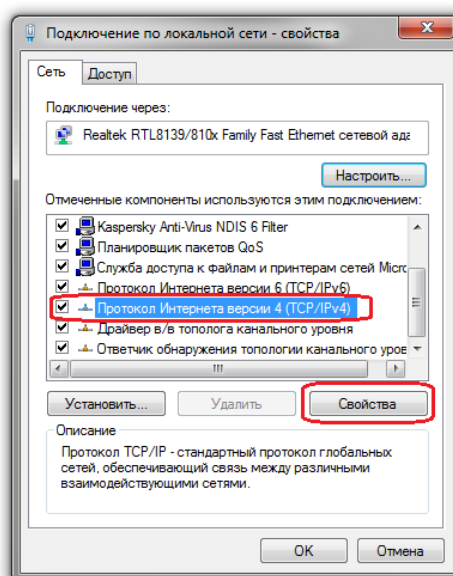 Подключение по локальной сети - свойства
Сеть
Доступ
Подключение через:
Realtek RTL8139/810x Family Fast Ethernet сетевой ада
Настроить...
Отмеченные компоненты используются этим подключением:
Kaspersky Anti-Virus NDIS 6 Filter
Планировщик пакетов QoS
Служба доступа к файлам и принтерам сетей Micro
Протокол Интернета версии 6 (TCP/IPv6)
Протокол Интернета версии 4 (TCP/IPv4)
Драйвер в/в тополога канального уровня
Ответчик обнаружения топологии канального уров
Установить...
Удалить
Свойства
Описание
Протокол TCP/IP - стандартный протокол глобальных
сетей, обеспечивающий связь между различными
взаимодействующими сетями.
OK
Отмена